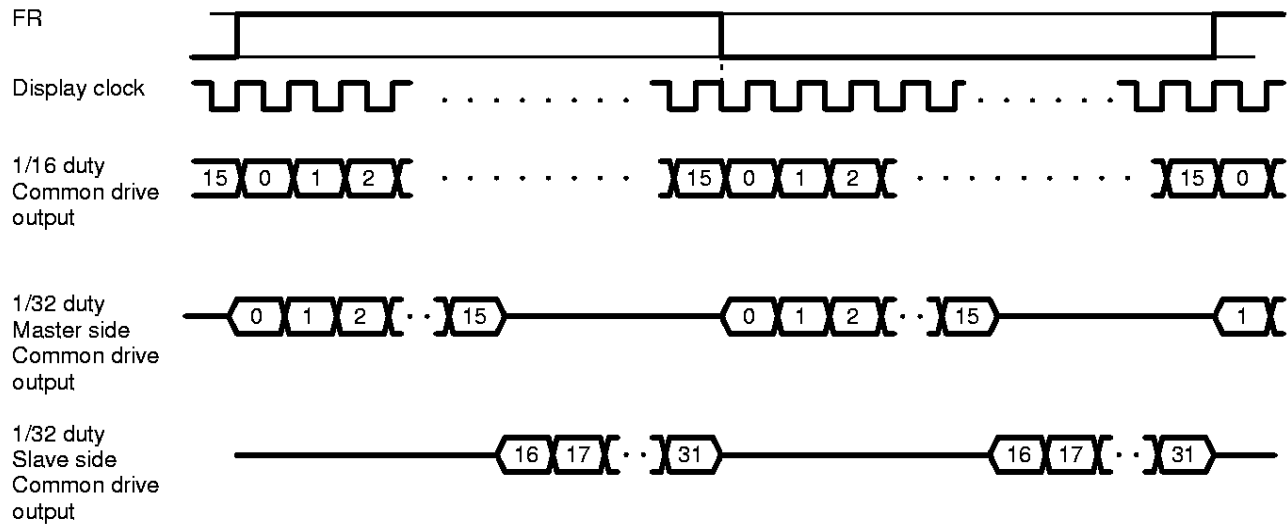 FR
Display clock
1/16 duty
Common drive
output
15 0 1 2 15 0 1 2 15 0
1/32 duty
Master side
Common drive
output
0 1 2 15 0 1 2 15 1
1/32 duty
Slave side
Common drive
output
16 17 31 16 17 31